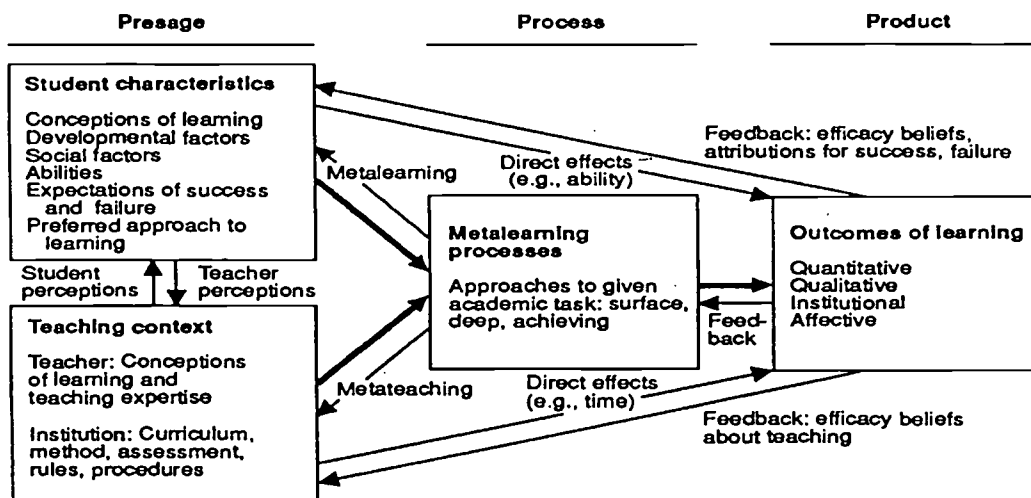 Presage
Process
Product
Student characteristics
Conceptions of learning
Developmental factors
Social factors
Abilities
Expectations of success
and failure
Preferred approach to
learning
Metalearning
Direct effects
(e.g., ability)
Feedback: efficacy beliefs,
attributions for success, failure
Student
perceptions
Teacher
perceptions
Metalearning
processes
Approaches to given
academic task: surface,
deep, achieving
Feed-
back
Outcomes of learning
Quantitative
Qualitative
Institutional
Affective
Teaching context
Teacher: Conceptions
of learning and
teaching expertise
Institution: Curriculum,
method, assessment,
rules, procedures
Metateaching
Direct effects
(e.g., time)
Feedback: efficacy beliefs
about teaching